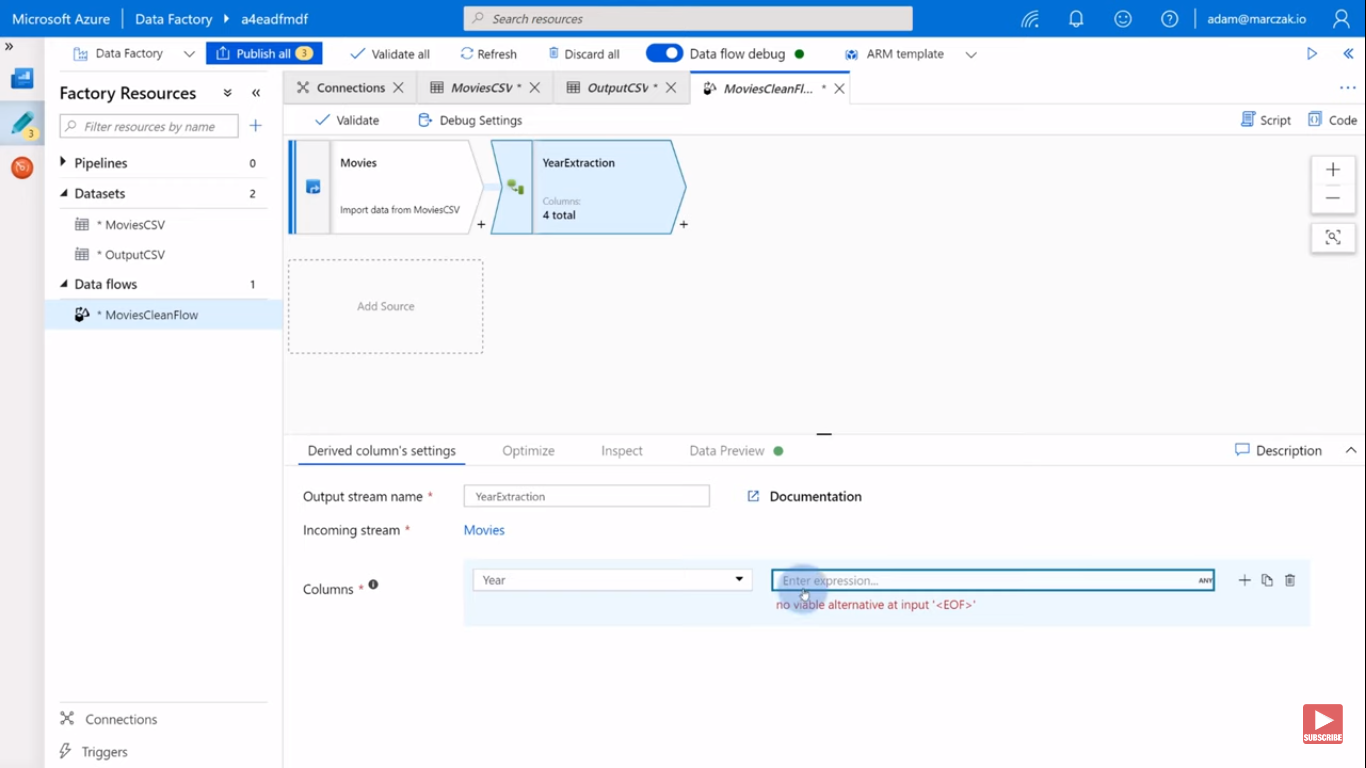 Microsoft Azure
Data Factory
a4eadfmdf
Search resources
adam@marczak.io
»
Data Factory
Publish all 3
Validate all
Refresh
Discard all
Data flow debug
ARM template
«
3
Factory Resources
«
Filter resources by name
Pipelines 0
Datasets 2
* MoviesCSV
* OutputCSV
Data flows 1
* MoviesCleanFlow
Connections
Triggers
Connections
MoviesCSV *
OutputCSV *
MoviesCleanFl... *
Validate
Debug Settings
Script
Code
Movies
Import data from MoviesCSV
+
YearExtraction
Columns:
4 total
+
Add Source
Derived column's settings
Optimize
Inspect
Data Preview
Description
Output stream name *
YearExtraction
Documentation
Incoming stream *
Movies
Columns *
Year
Enter expression...
ANY
no viable alternative at input '<EOF>'
SUBSCRIBE